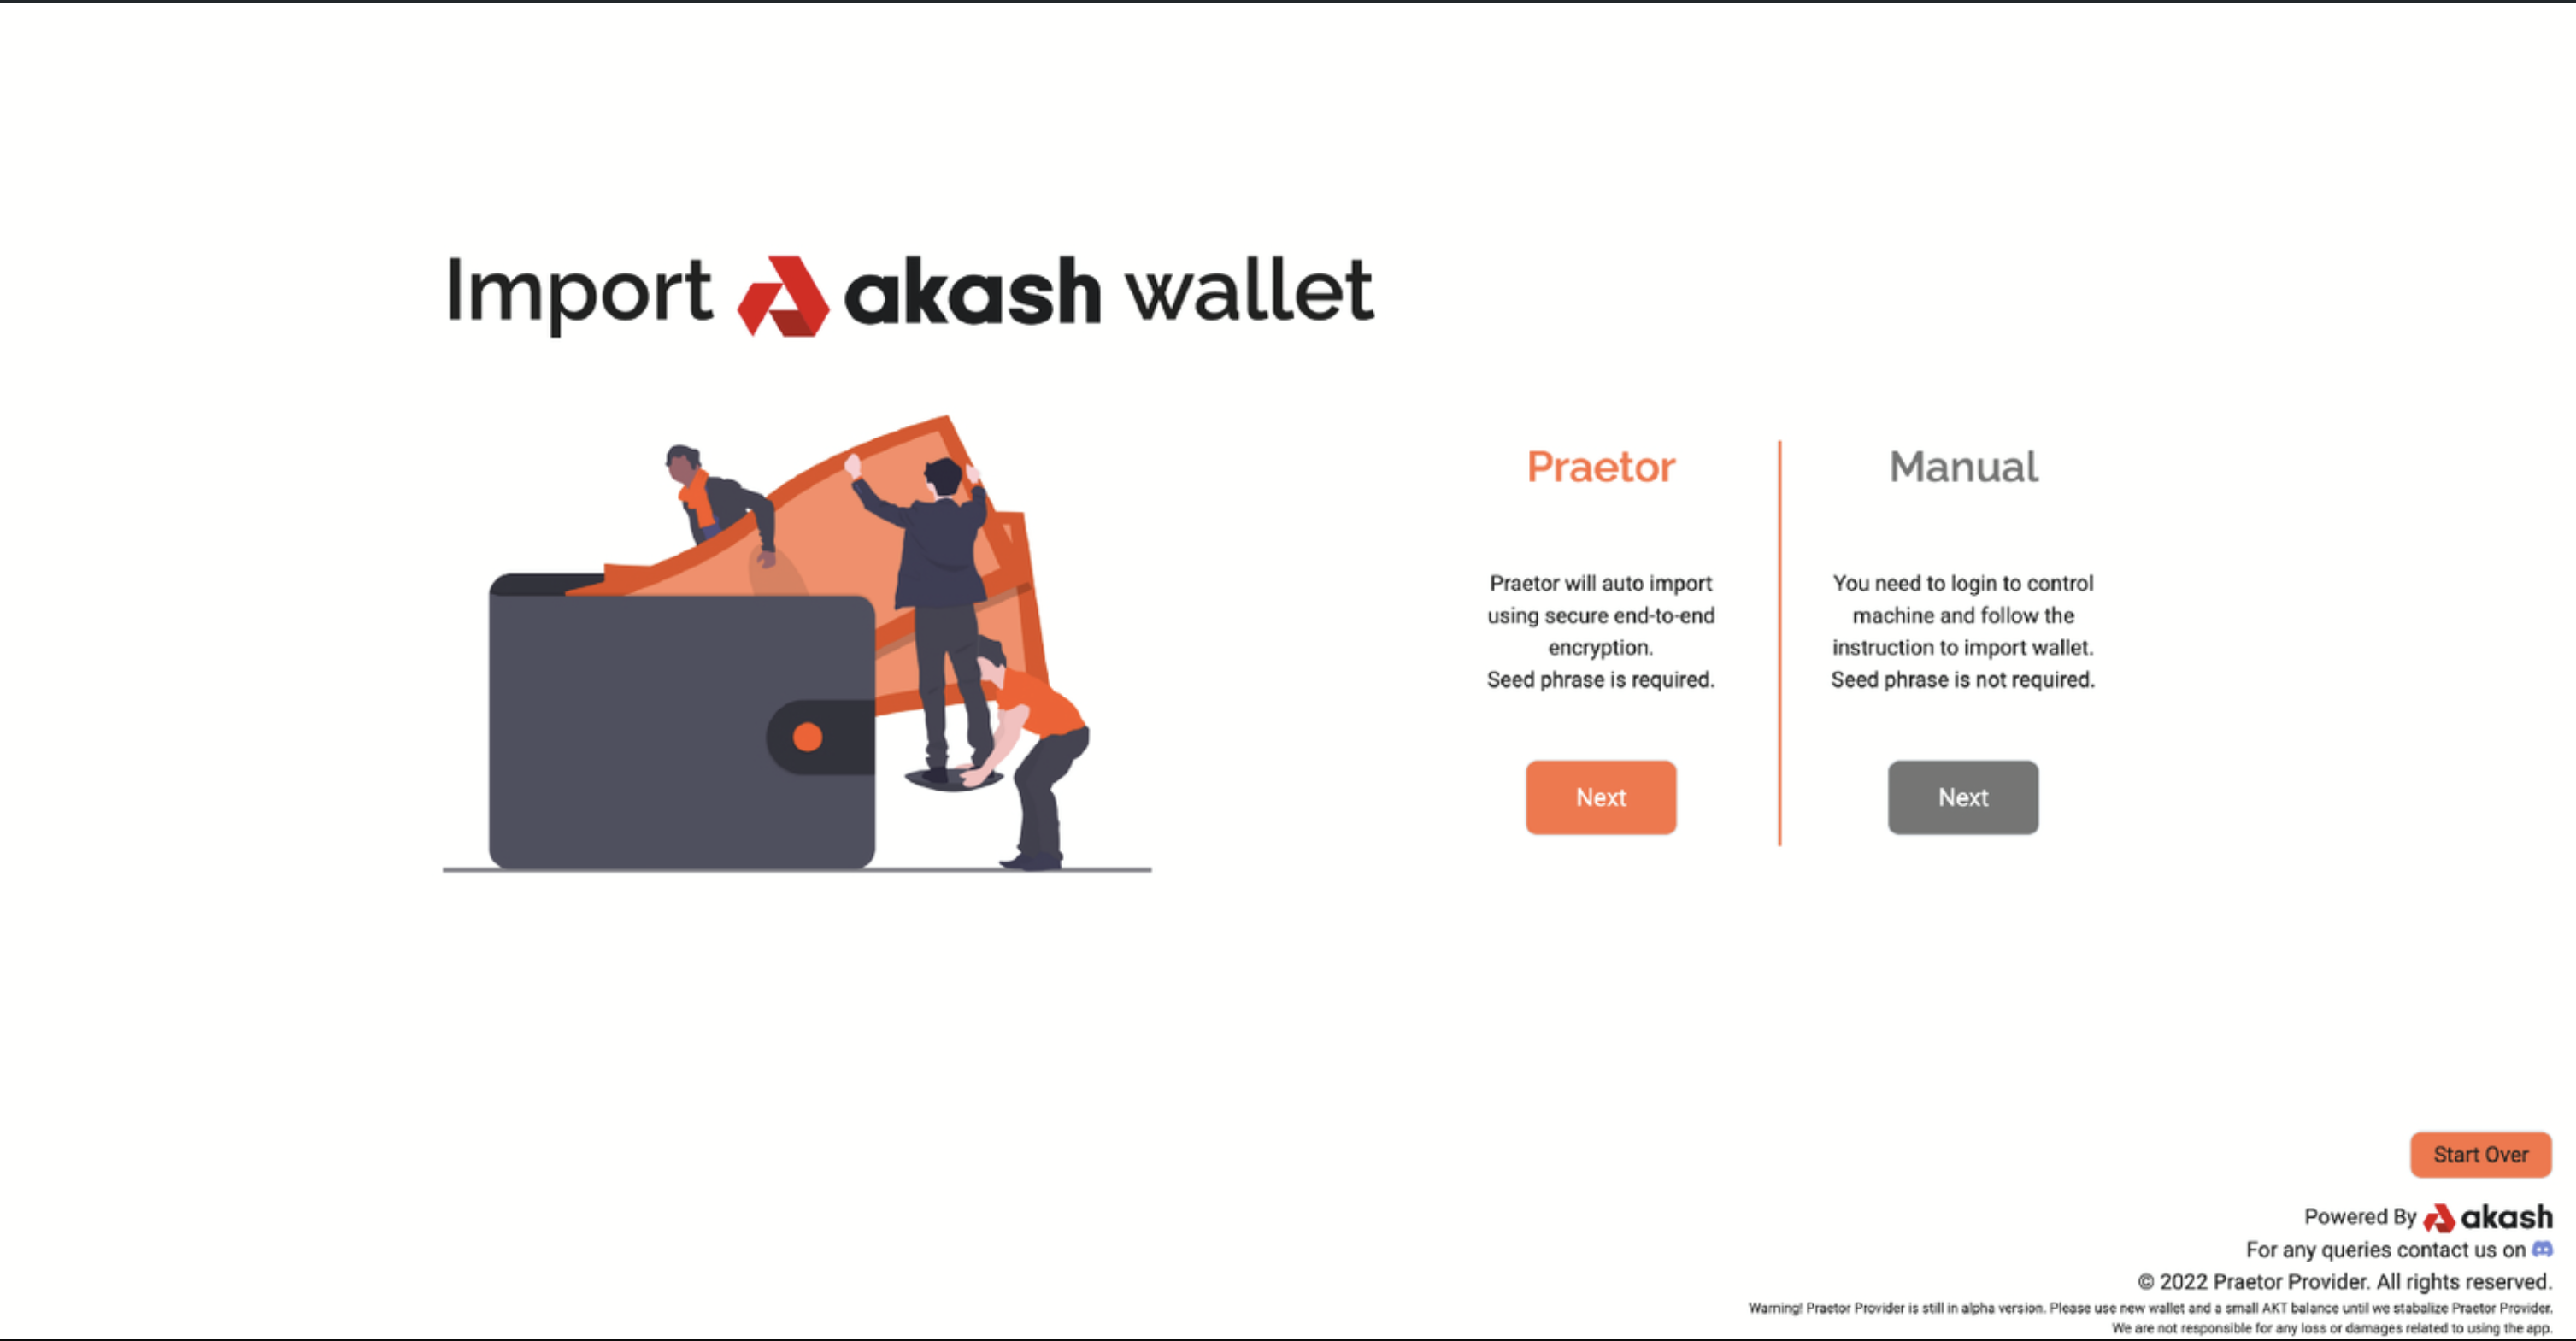 Import akash wallet
Praetor
Praetor will auto import
using secure end-to-end
encryption.
Seed phrase is required.
Next
Manual
You need to login to control
machine and follow the
instruction to import wallet.
Seed phrase is not required.
Next
Start Over
Powered By akash
For any queries contact us on
© 2022 Praetor Provider. All rights reserved.
Warning! Praetor Provider is still in alpha version. Please use new wallet and a small AKT balance until we stabalize Praetor Provider.
We are not responsible for any loss or damages related to using the app.